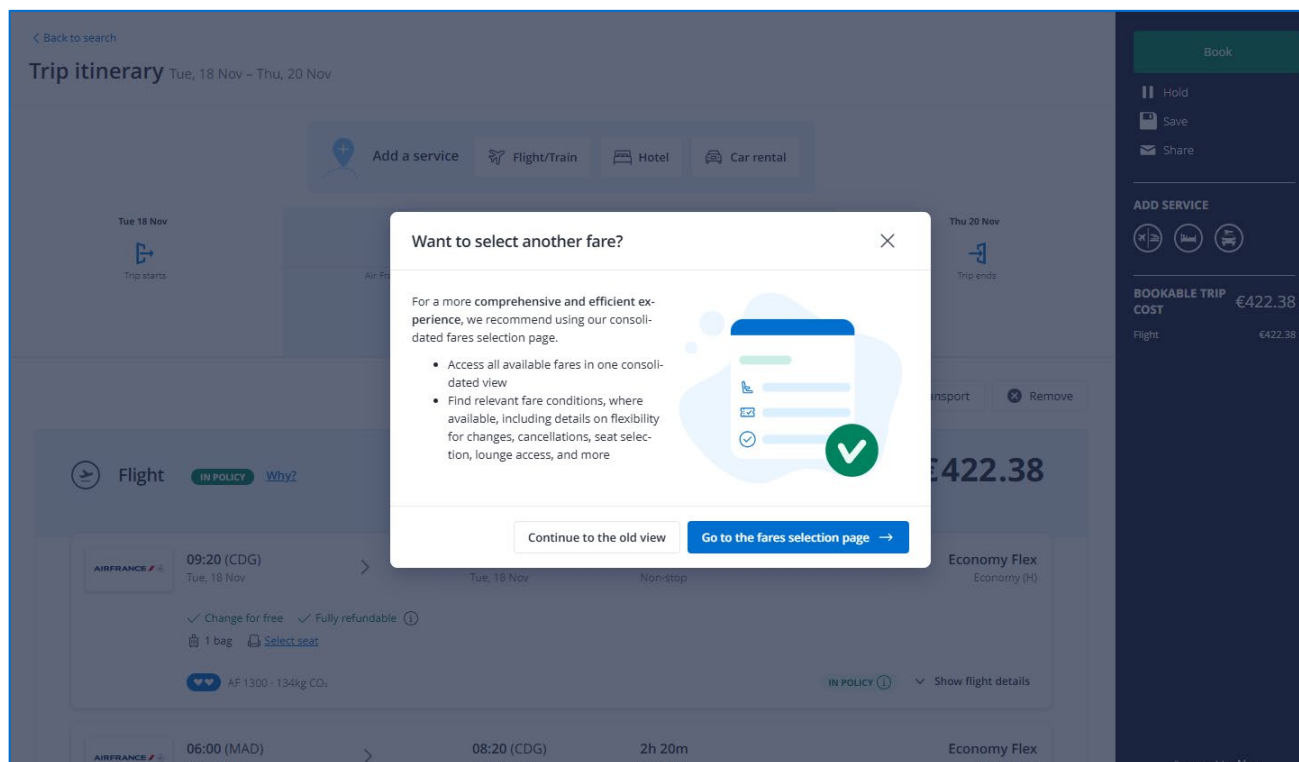 Back to search
Trip itinerary Tue, 18 Nov – Thu, 20 Nov
Add a service Flight/Train Hotel Car rental
Tue 18 Nov
Trip starts
Air Fra
Thu 20 Nov
Trip ends
Want to select another fare?
For a more comprehensive and efficient ex-
perience, we recommend using our consoli-
dated fares selection page.
• Access all available fares in one consoli-
dated view
• Find relevant fare conditions, where
available, including details on flexibility
for changes, cancellations, seat selec-
tion, lounge access, and more
Continue to the old view Go to the fares selection page →
ansport Remove
Flight IN POLICY Why? €422.38
AIRFRANCE 09:20 (CDG) Economy Flex
Tue, 18 Nov Tue, 18 Nov Non-stop Economy (H)
Change for free Fully refundable
1 bag Select seat
AF 1300 - 134kg CO₂ IN POLICY Show flight details
AIRFRANCE 06:00 (MAD) 08:20 (CDG) 2h 20m Economy Flex
Book
Hold
Save
Share
ADD SERVICE
BOOKABLE TRIP
COST €422.38
Flight €422.38